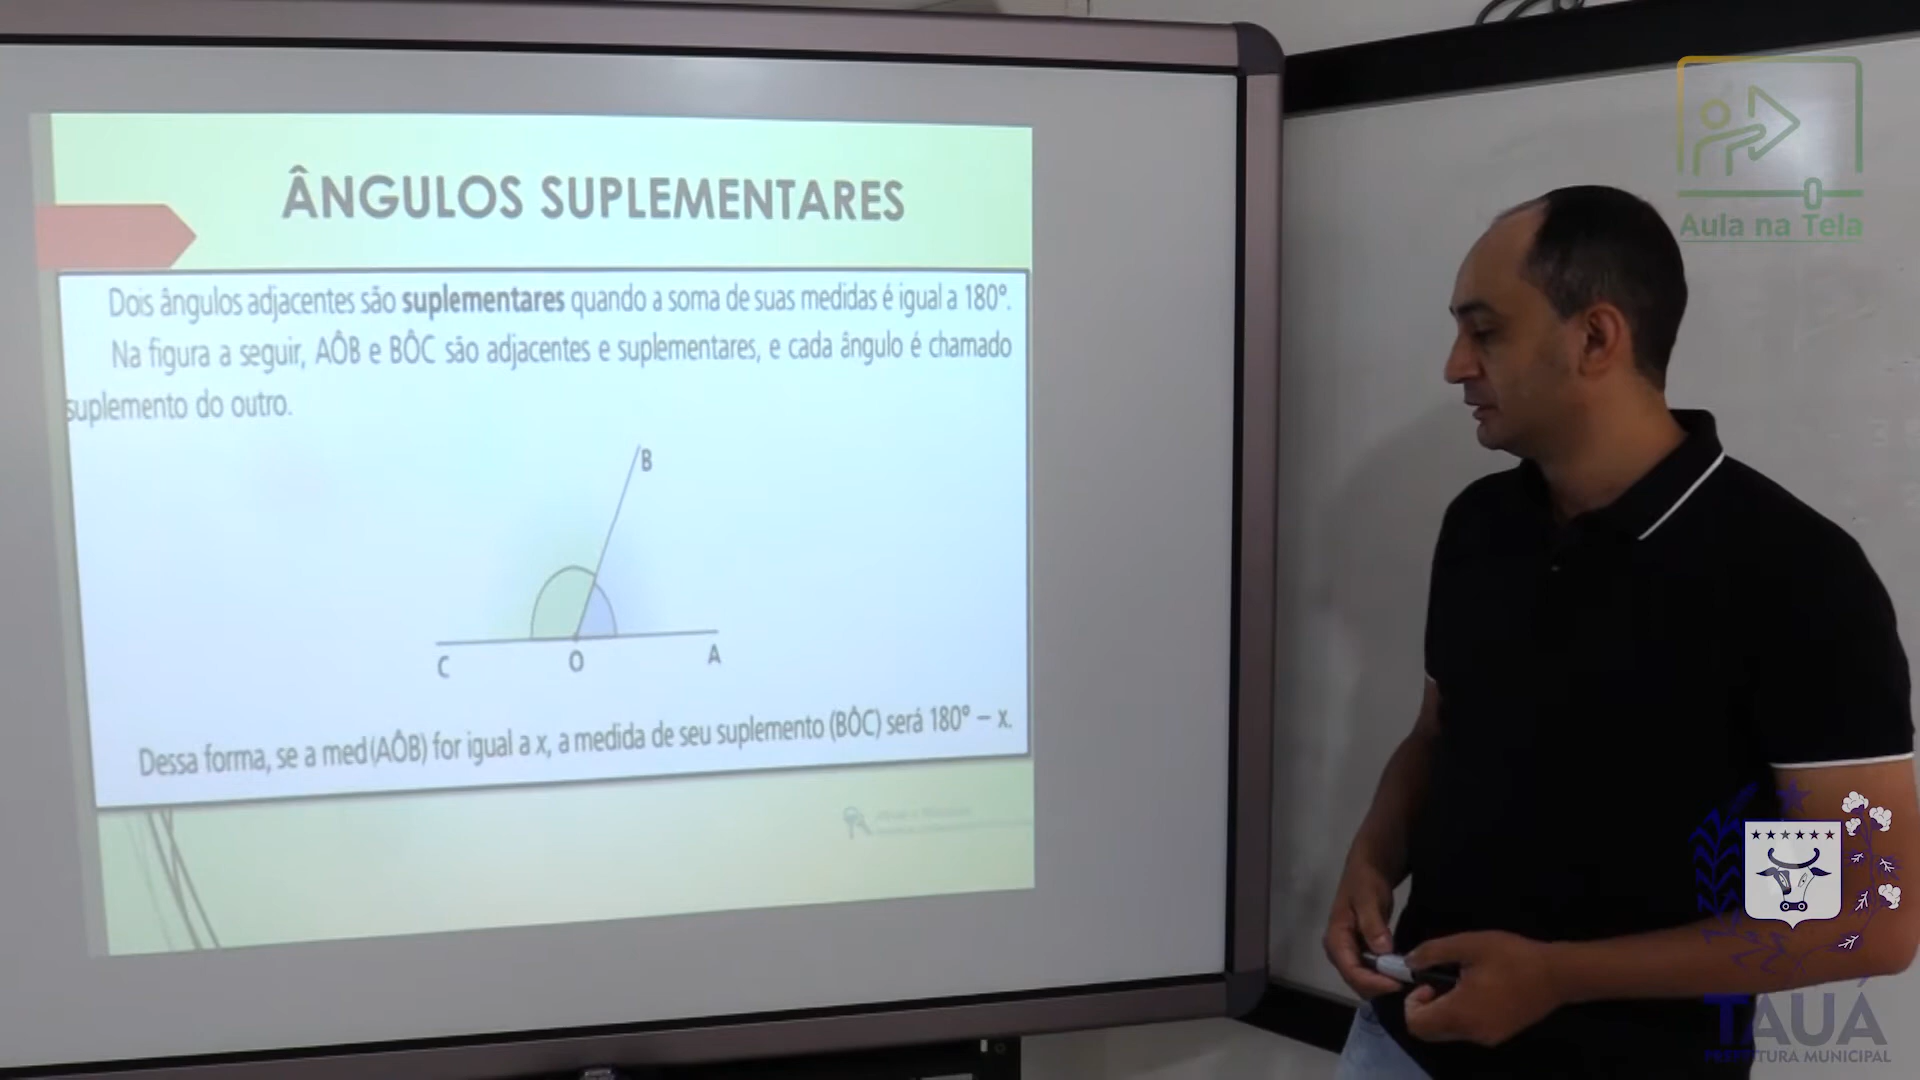 ÂNGULOS SUPLEMENTARES
Dois ângulos adjacentes são suplementares quando a soma de suas medidas é igual a 180°.
Na figura a seguir, AÔB e BÔC são adjacentes e suplementares, e cada ângulo é chamado
suplemento do outro.
B
C
O
A
Dessa forma, se a med (AÔB) for igual a x, a medida de seu suplemento (BÔC) será 180° – x.
Aula na Tela
TAUÁ
PREFEITURA MUNICIPAL